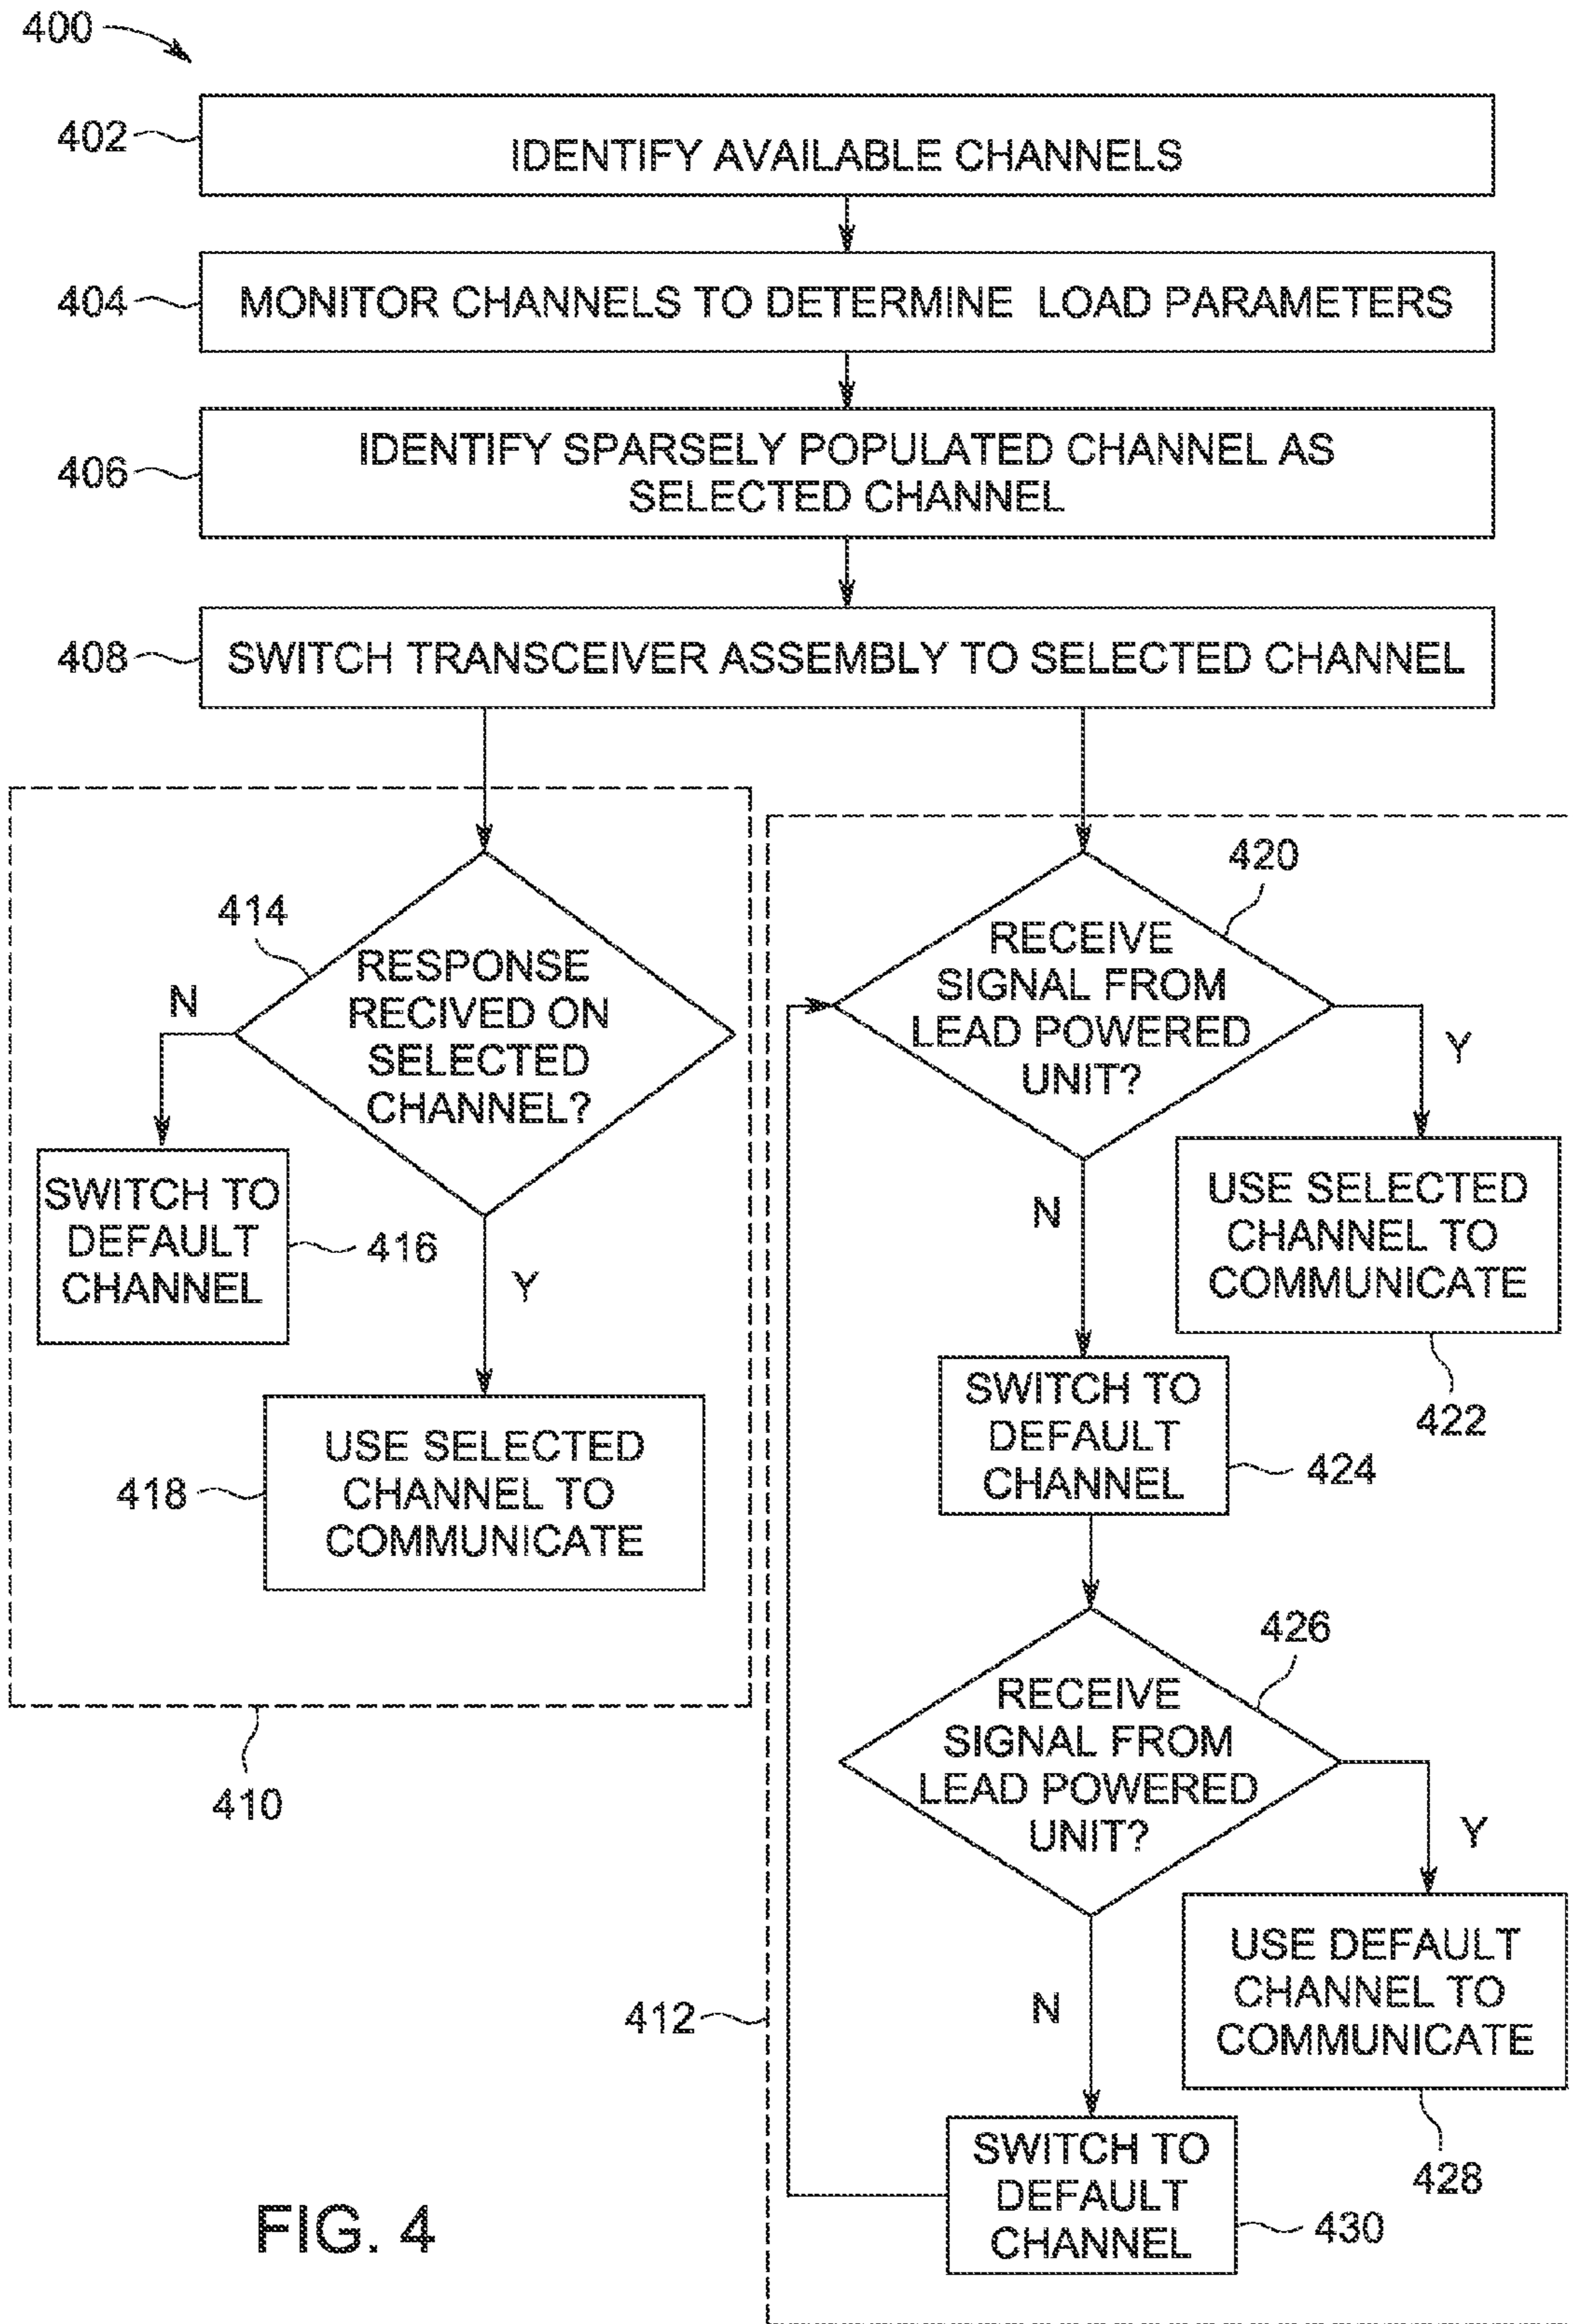 400
402
IDENTIFY AVAILABLE CHANNELS
404
MONITOR CHANNELS TO DETERMINE LOAD PARAMETERS
406
IDENTIFY SPARSELY POPULATED CHANNEL AS
SELECTED CHANNEL
408
SWITCH TRANSCEIVER ASSEMBLY TO SELECTED CHANNEL
414
RESPONSE
RECIVED ON
SELECTED
CHANNEL?
N
SWITCH TO
DEFAULT
CHANNEL
416
Y
418
USE SELECTED
CHANNEL TO
COMMUNICATE
410
420
RECEIVE
SIGNAL FROM
LEAD POWERED
UNIT?
Y
N
USE SELECTED
CHANNEL TO
COMMUNICATE
422
SWITCH TO
DEFAULT
CHANNEL
424
426
RECEIVE
SIGNAL FROM
LEAD POWERED
UNIT?
Y
N
USE DEFAULT
CHANNEL TO
COMMUNICATE
428
412
SWITCH TO
DEFAULT
CHANNEL
430
FIG. 4